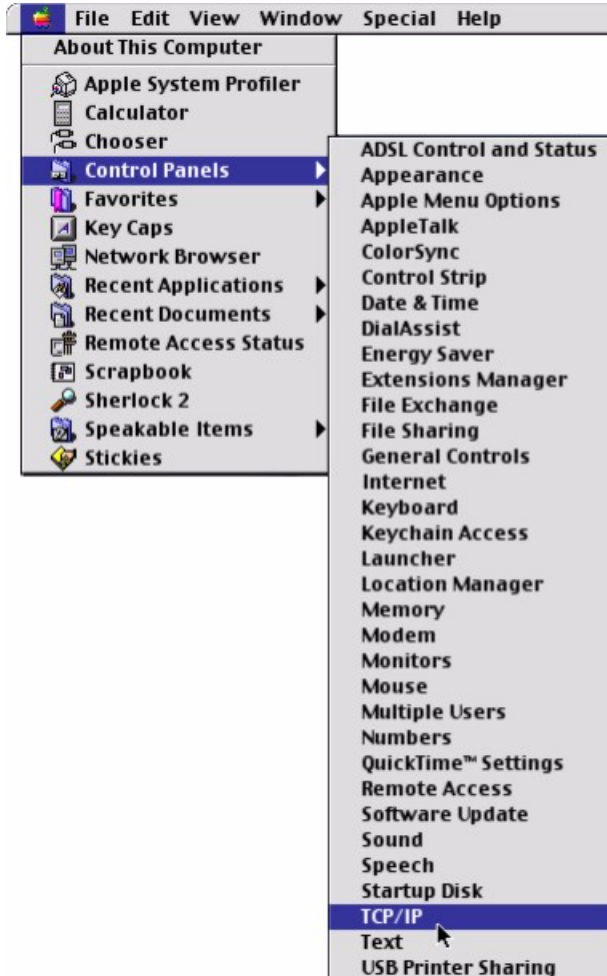 File Edit View Window Special Help
About This Computer
Apple System Profiler
Calculator
Chooser
Control Panels
Favorites
Key Caps
Network Browser
Recent Applications
Recent Documents
Remote Access Status
Scrapbook
Sherlock 2
Speakable Items
Stickies
ADSL Control and Status
Appearance
Apple Menu Options
AppleTalk
ColorSync
Control Strip
Date & Time
DialAssist
Energy Saver
Extensions Manager
File Exchange
File Sharing
General Controls
Internet
Keyboard
Keychain Access
Launcher
Location Manager
Memory
Modem
Monitors
Mouse
Multiple Users
Numbers
QuickTime™ Settings
Remote Access
Software Update
Sound
Speech
Startup Disk
TCP/IP
Text
USB Printer Sharing